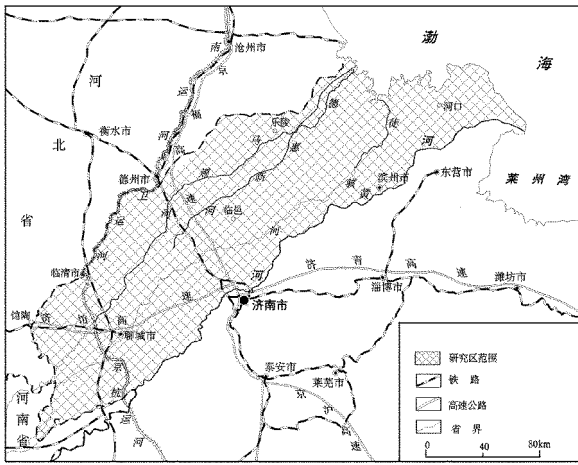 渤
海
河
北
省
南
运
河
沧州市
京
福
高
速
衡水市
德州市
卫
运
河
乐陵
马
颊
河
德
惠
新
河
徒
骇
河
河口
黄
河
滨州市
东营市
莱州湾
临邑
临清市
馆陶
济馆高速
聊城市
京
杭
运
河
河南省
济南市
济青高速
淄博市
潍坊市
泰安市
莱芜市
京
沪
高
速
研究区范围
铁路
高速公路
省界
0 40 80km